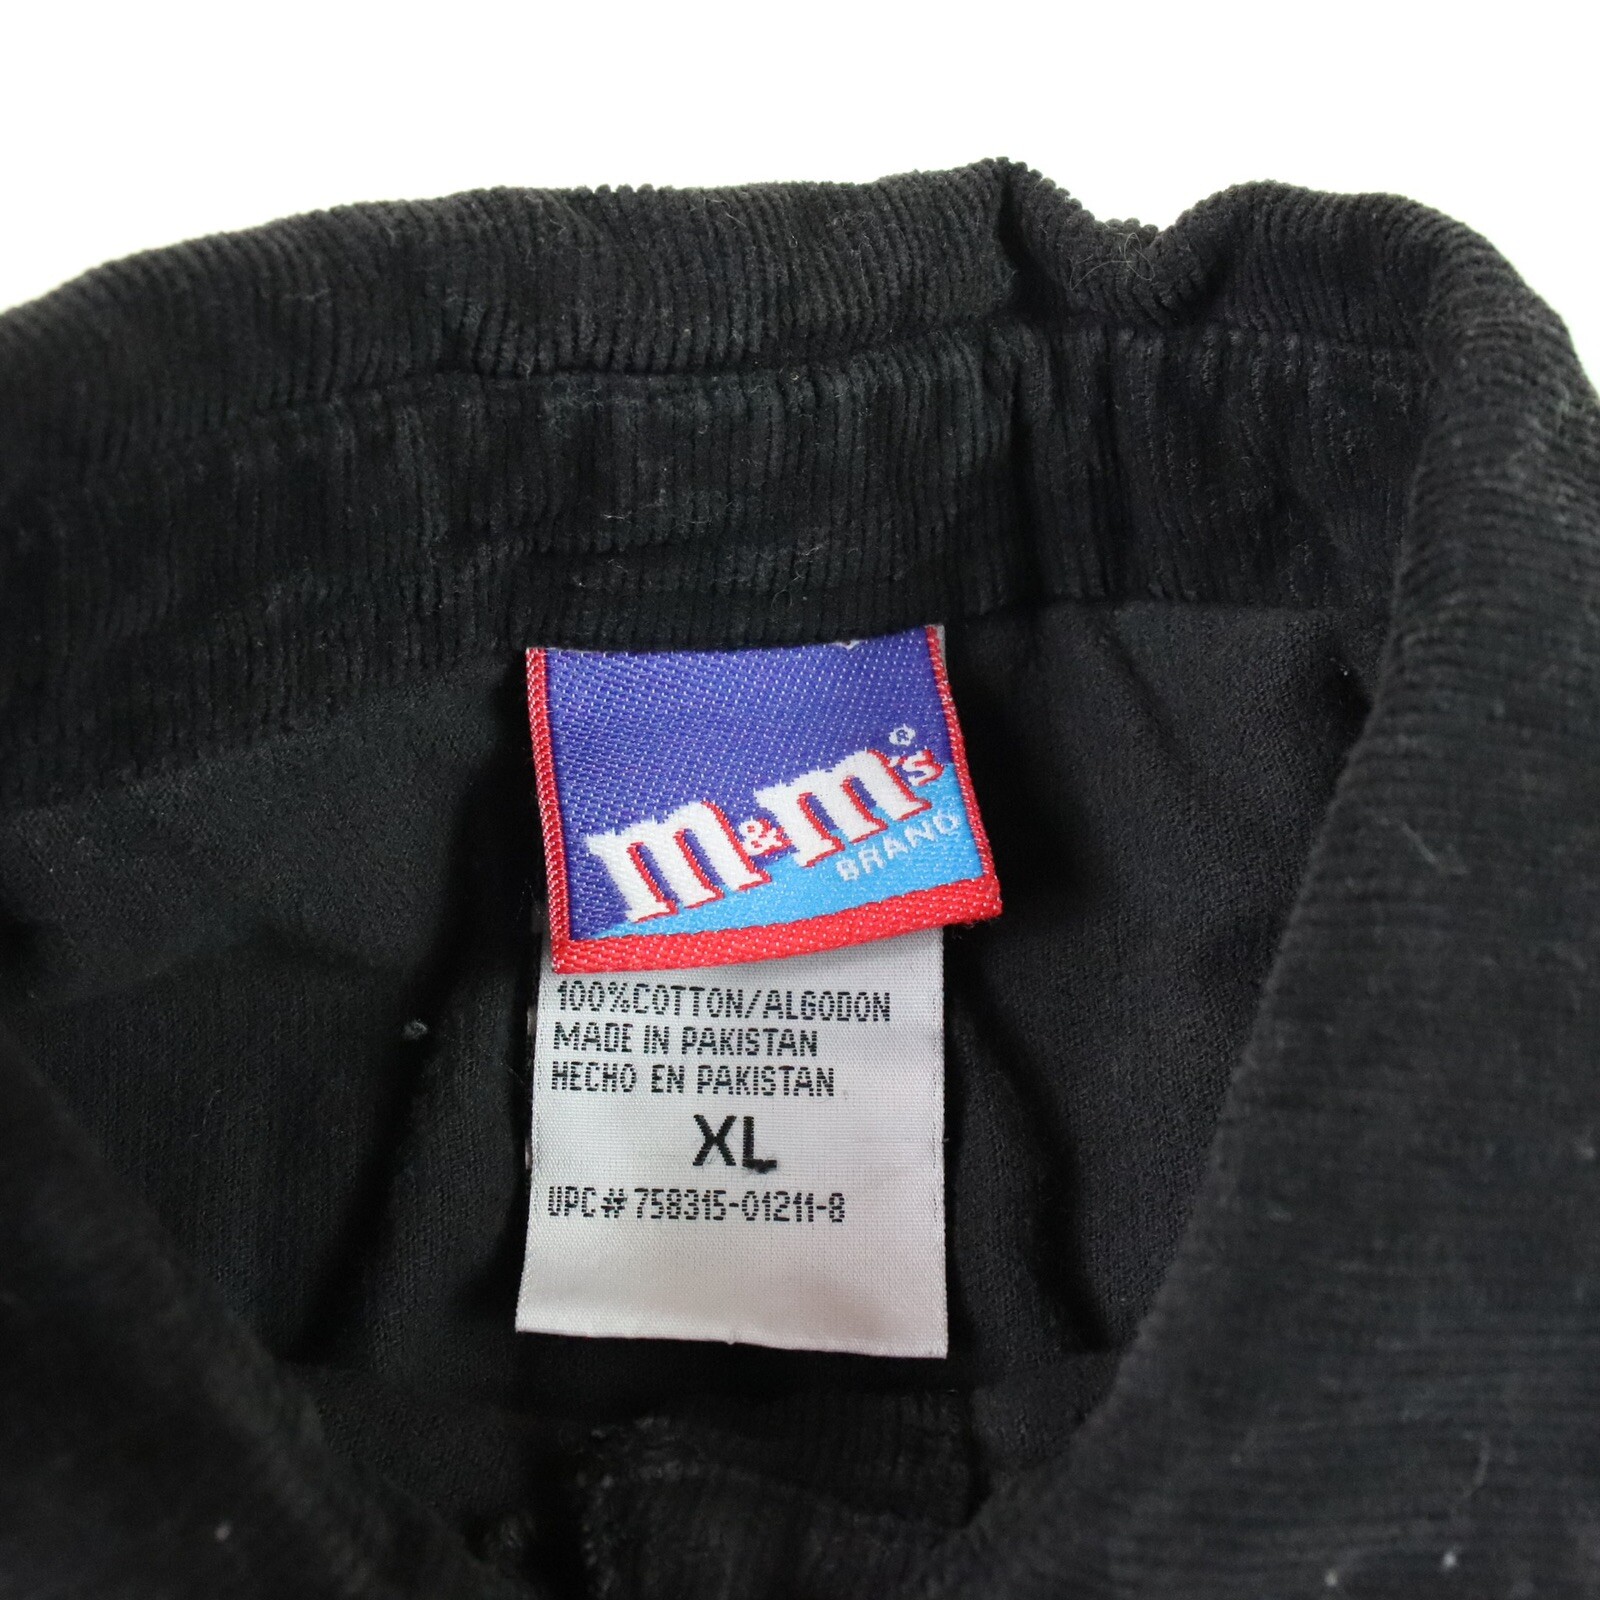 m&m's®
BRAND
100%COTTON/ALGODON
MADE IN PAKISTAN
HECHO EN PAKISTAN
XL
UPC# 758315-01211-8